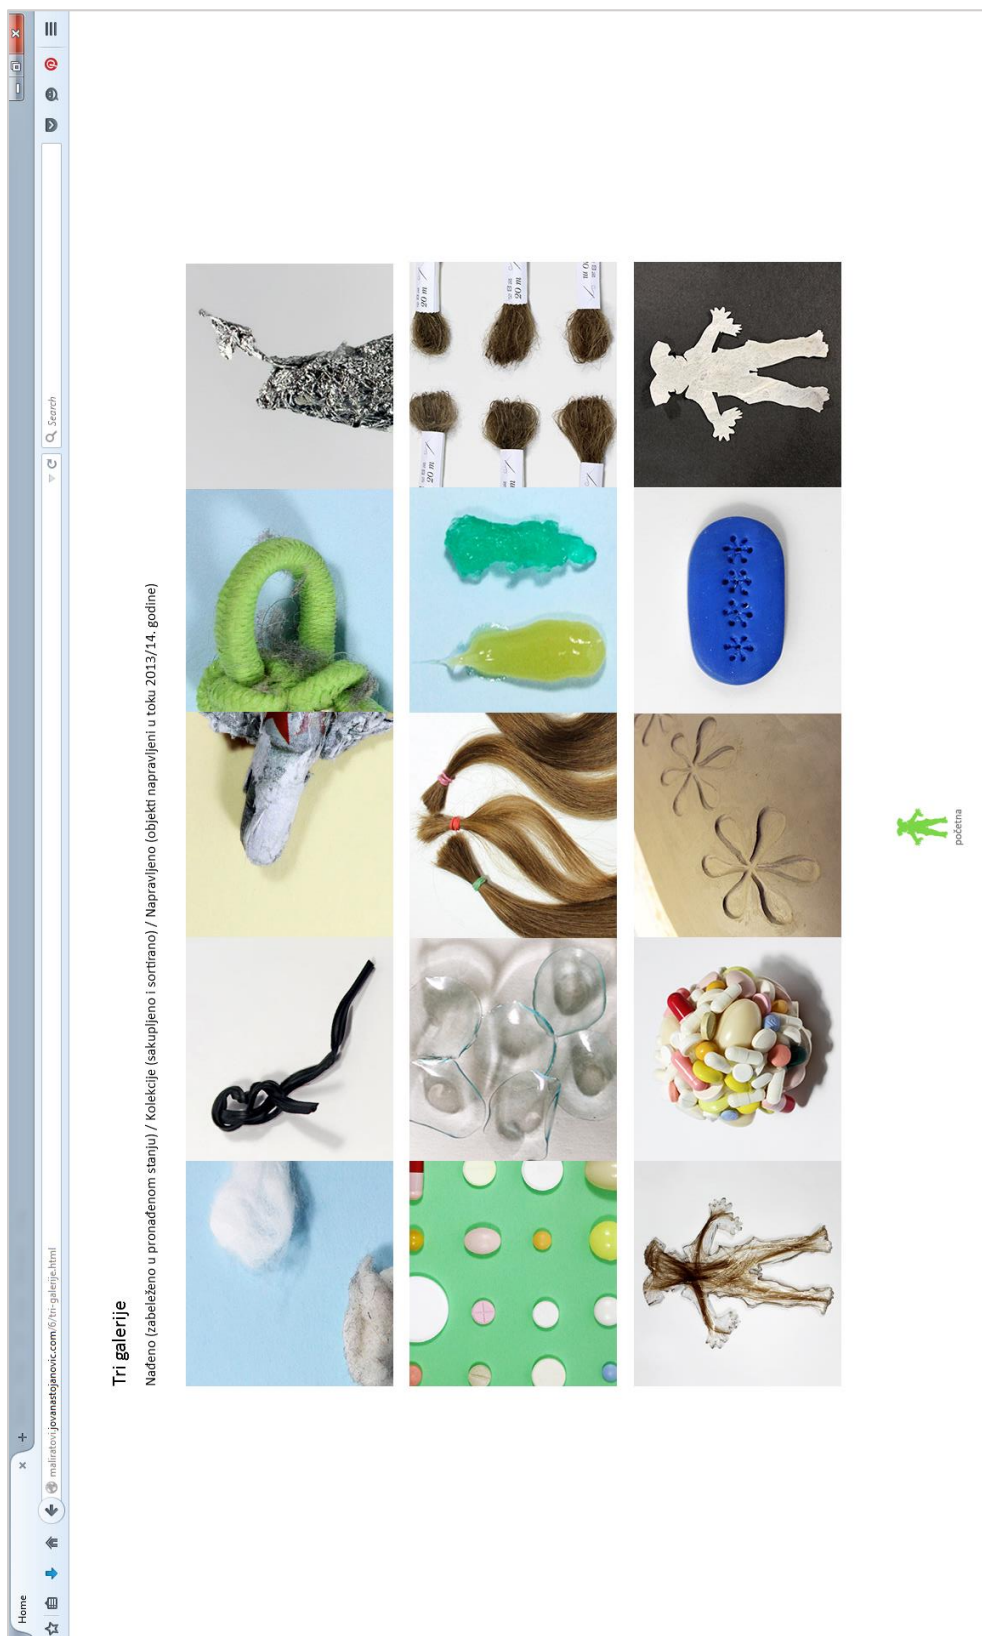 Home
maliratovi.jovanastojanovic.com/6/tri-galerije.html
Search
Tri galerije
Nađeno (zabeleženo u pronađenom stanju) / Kolekcije (sakupljeno i sortirano) / Napravljeno (objekti napravljeni u toku 2013/14. godine)
20 m
20 m
20 m
početna